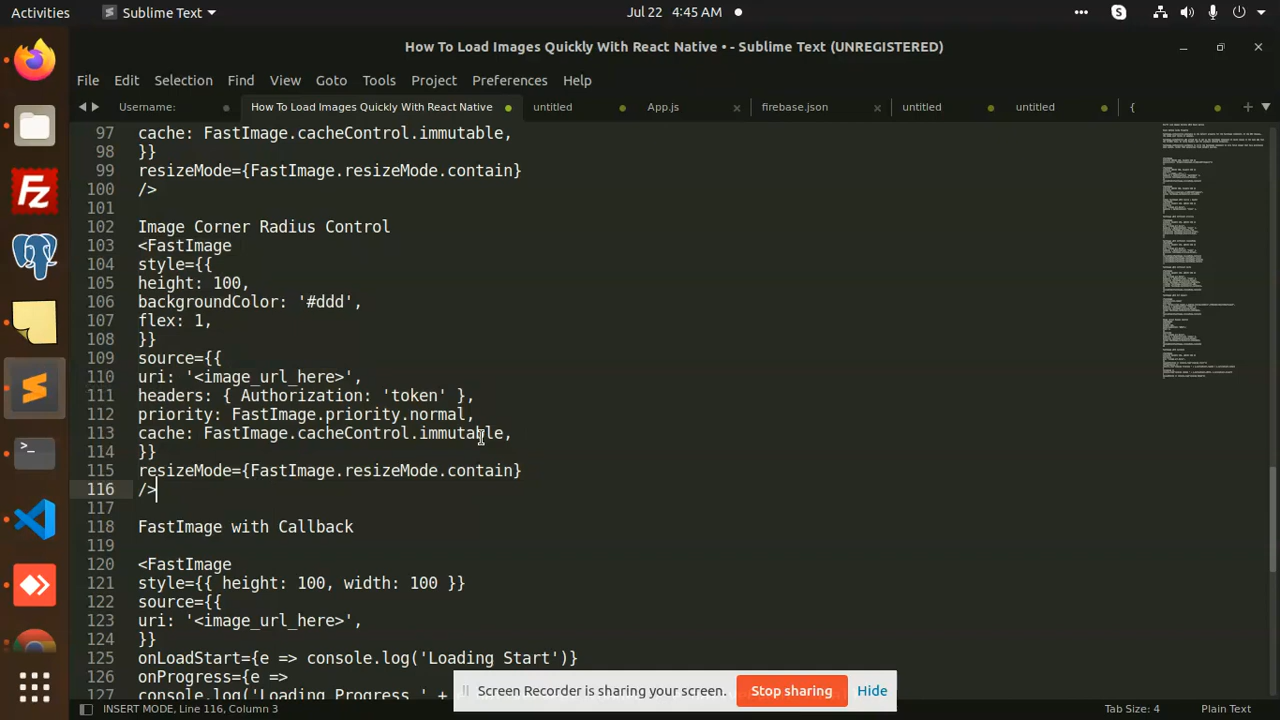 Activities
Sublime Text
Jul 22 4:45 AM
How To Load Images Quickly With React Native • - Sublime Text (UNREGISTERED)
File Edit Selection Find View Goto Tools Project Preferences Help
Username: How To Load Images Quickly With React Native untitled App.js firebase.json untitled untitled {
97 cache: FastImage.cacheControl.immutable,
98 }}
99 resizeMode={FastImage.resizeMode.contain}
100 />
101
102 Image Corner Radius Control
103 <FastImage
104 style={{
105 height: 100,
106 backgroundColor: '#ddd',
107 flex: 1,
108 }}
109 source={{
110 uri: '<image_url_here>',
111 headers: { Authorization: 'token' },
112 priority: FastImage.priority.normal,
113 cache: FastImage.cacheControl.immutable,
114 }}
115 resizeMode={FastImage.resizeMode.contain}
116 />
117
118 FastImage with Callback
119
120 <FastImage
121 style={{ height: 100, width: 100 }}
122 source={{
123 uri: '<image_url_here>',
124 }}
125 onLoadStart={e => console.log('Loading Start')}
126 onProgress={e =>
127 console.log('Loading Progress ' +
Screen Recorder is sharing your screen. Stop sharing Hide
INSERT MODE, Line 116, Column 3 Tab Size: 4 Plain Text